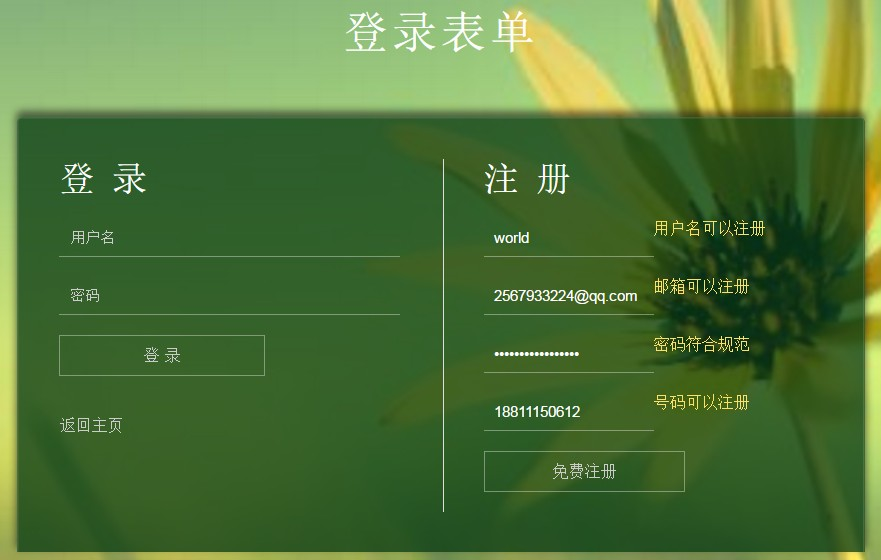 登录表单
登 录
用户名
密码
登 录
返回主页
注 册
world 用户名可以注册
2567933224@qq.com 邮箱可以注册
••••••••••••••••• 密码符合规范
18811150612 号码可以注册
免费注册